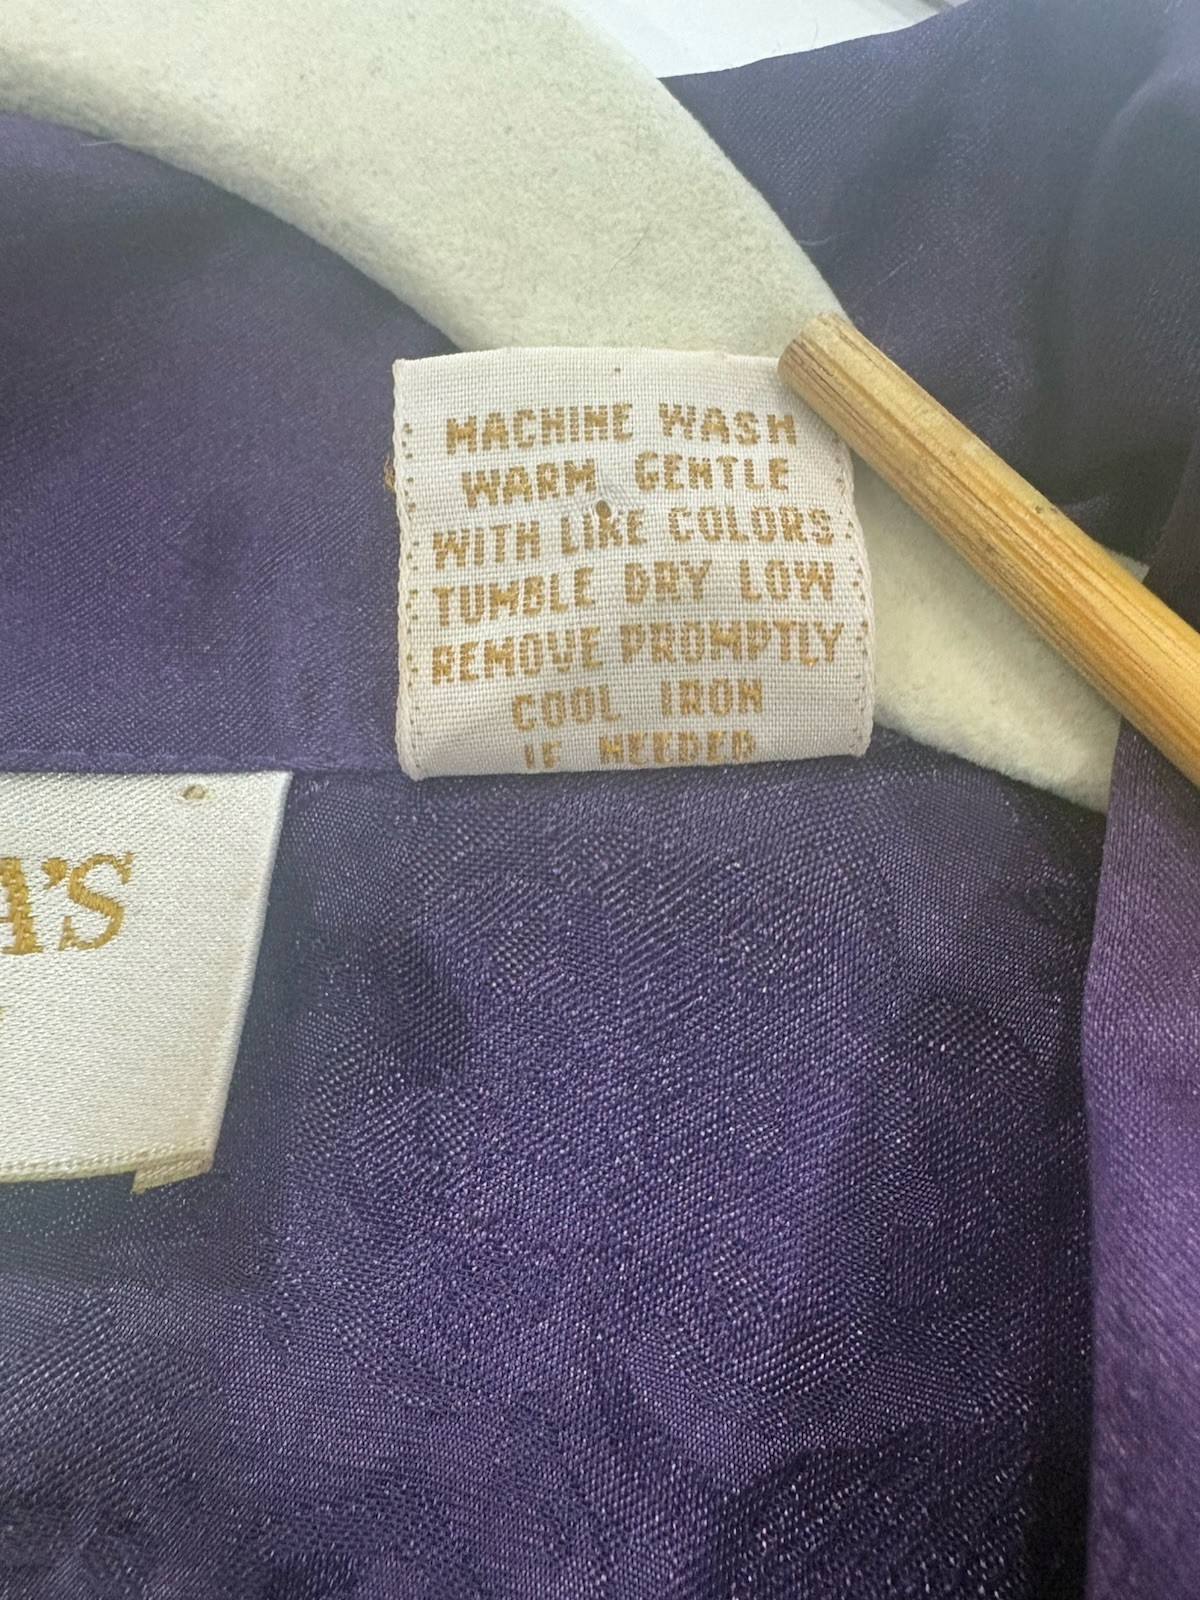 MACHINE WASH
WARM GENTLE
WITH LIKE COLORS
TUMBLE DRY LOW
REMOVE PROMPTLY
COOL IRON
IF NEEDED
A'S